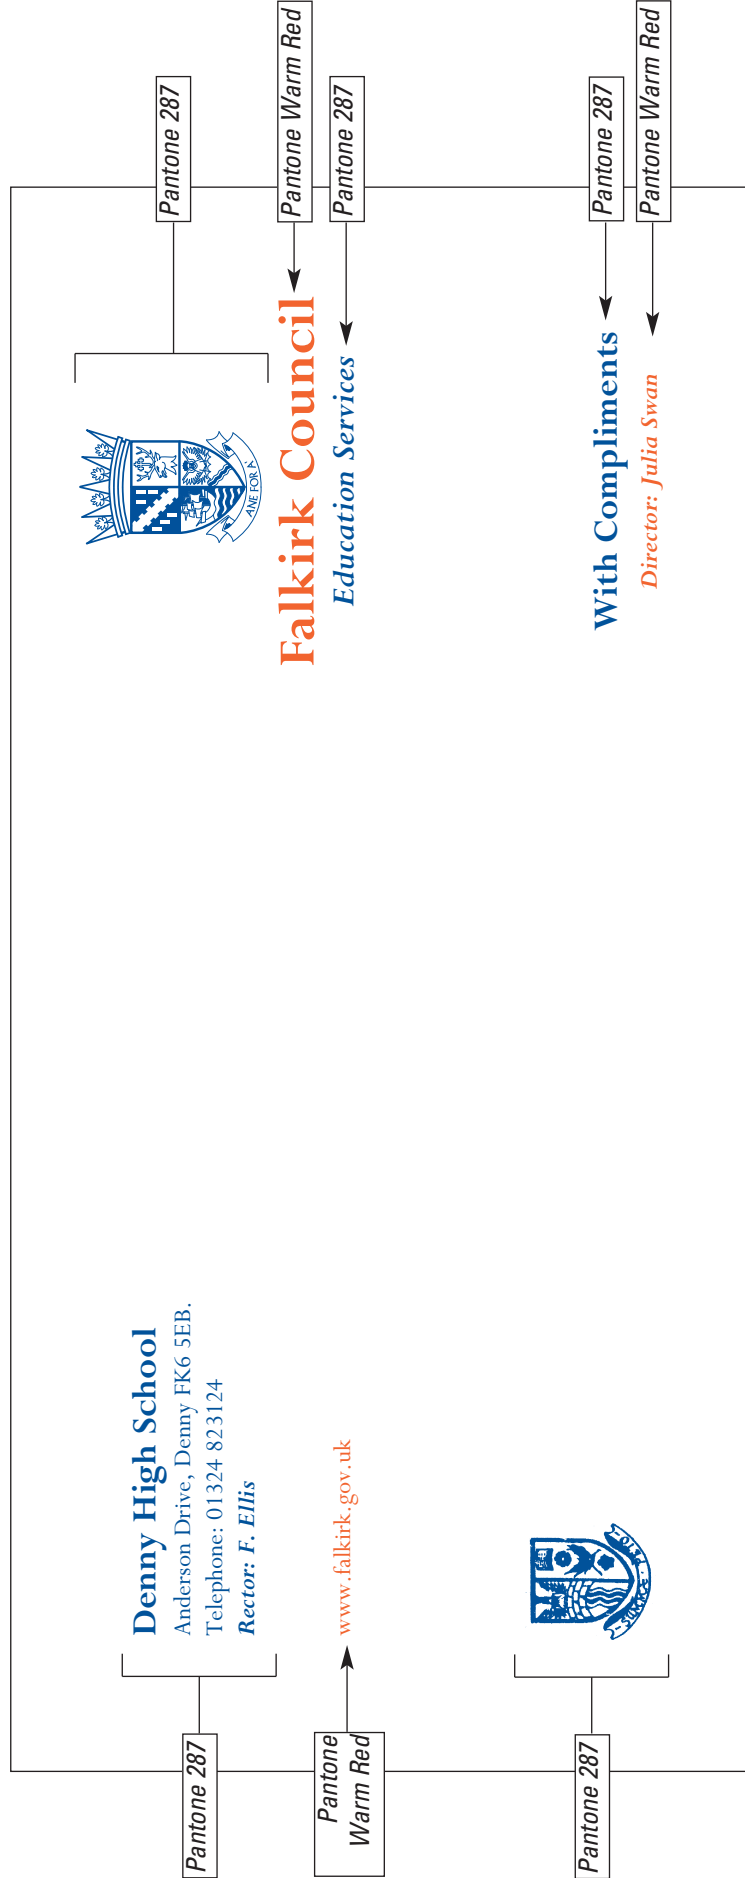 Pantone 287
Denny High School
Anderson Drive, Denny FK6 5EB.
Telephone: 01324 823124
Rector: F. Ellis
Pantone
Warm Red
www.falkirk.gov.uk
Pantone 287
SUMMA · PETO
ANE FOR A'
Pantone 287
Falkirk Council
Pantone Warm Red
Education Services
Pantone 287
With Compliments
Pantone 287
Director: Julia Swan
Pantone Warm Red